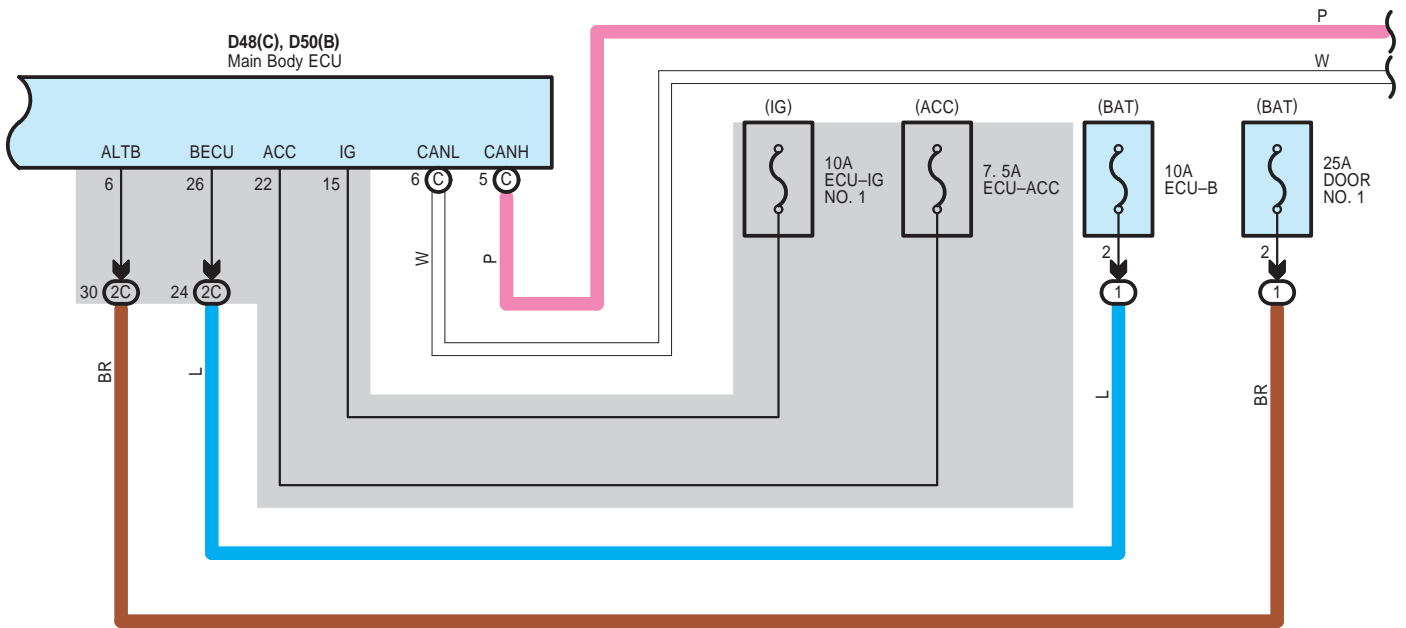 P
D48(C), D50(B)
Main Body ECU
W
(IG)
(ACC)
(BAT)
(BAT)
ALTB
BECU
ACC
IG
CANL
CANH
10A
ECU–IG
NO. 1
7. 5A
ECU–ACC
10A
ECU–B
25A
DOOR
NO. 1
6
26
22
15
6
C
5
C
W
P
2
2
30
2C
24
2C
1
1
BR
L
L
BR